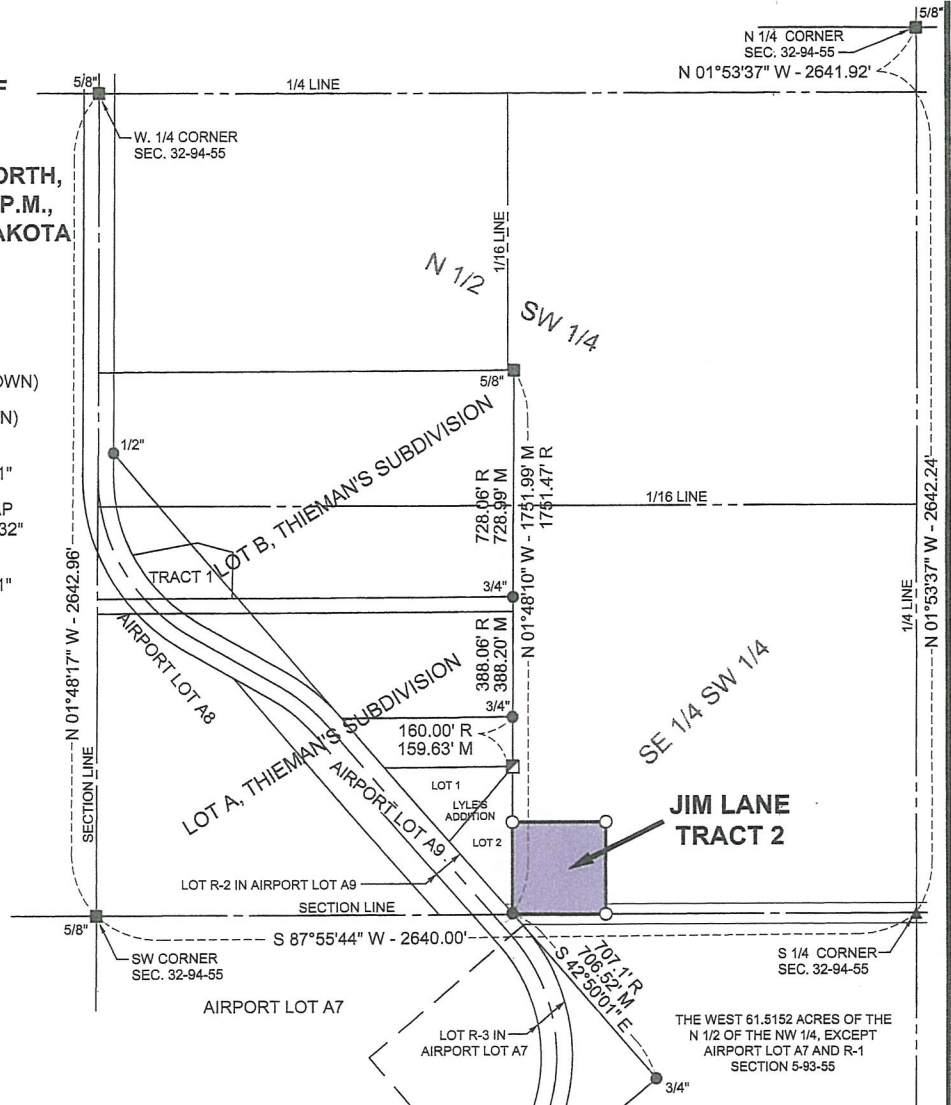 5/8"
N 1/4 CORNER
SEC. 32-94-55
N 01°53'37" W - 2641.92'
5/8"
1/4 LINE
W. 1/4 CORNER
SEC. 32-94-55
ORTH,
P.M.,
AKOTA
1/16 LINE
N 1/2
SW 1/4
OWN)
N)
5/8"
1/2"
1"
AP
32"
1"
LOT B, THIEMAN'S SUBDIVISION
728.06' R
728.99' M
N 01°48'10" W - 1751.99' M
1751.47' R
1/16 LINE
N 01°53'37" W - 2642.24'
1/4 LINE
TRACT 1
3/4"
N 01°48'17" W - 2642.96'
AIRPORT LOT A8
388.06' R
388.20' M
3/4"
SE 1/4 SW 1/4
LOT A, THIEMAN'S SUBDIVISION
160.00' R
159.63' M
SECTION LINE
AIRPORT LOT A9
LOT 1
LYLE'S
ADDITION
LOT 2
JIM LANE
TRACT 2
LOT R-2 IN AIRPORT LOT A9
SECTION LINE
5/8"
S 87°55'44" W - 2640.00'
SW CORNER
SEC. 32-94-55
S 1/4 CORNER
SEC. 32-94-55
707.1' R
706.52' M
S 42°50'01" E
AIRPORT LOT A7
LOT R-3 IN
AIRPORT LOT A7
THE WEST 61.5152 ACRES OF THE
N 1/2 OF THE NW 1/4, EXCEPT
AIRPORT LOT A7 AND R-1
SECTION 5-93-55
3/4"